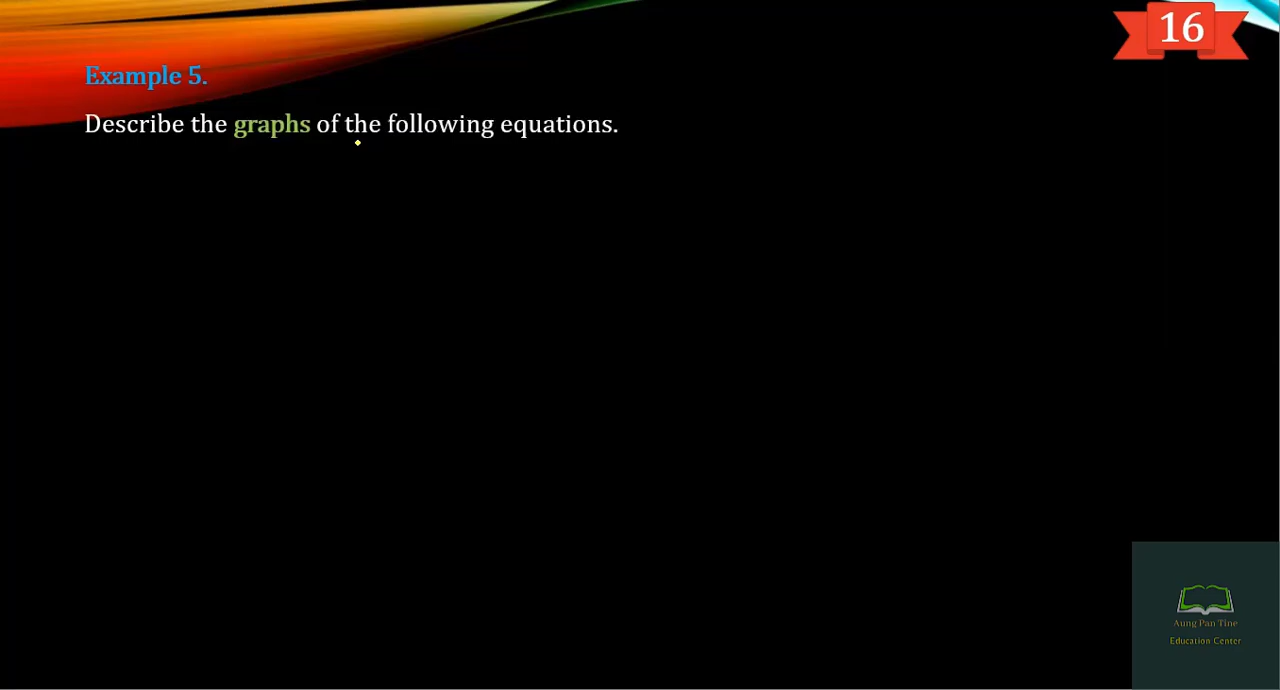 16
Example 5.
Describe the graphs of the following equations.
Aung Pan Tine
Education Center